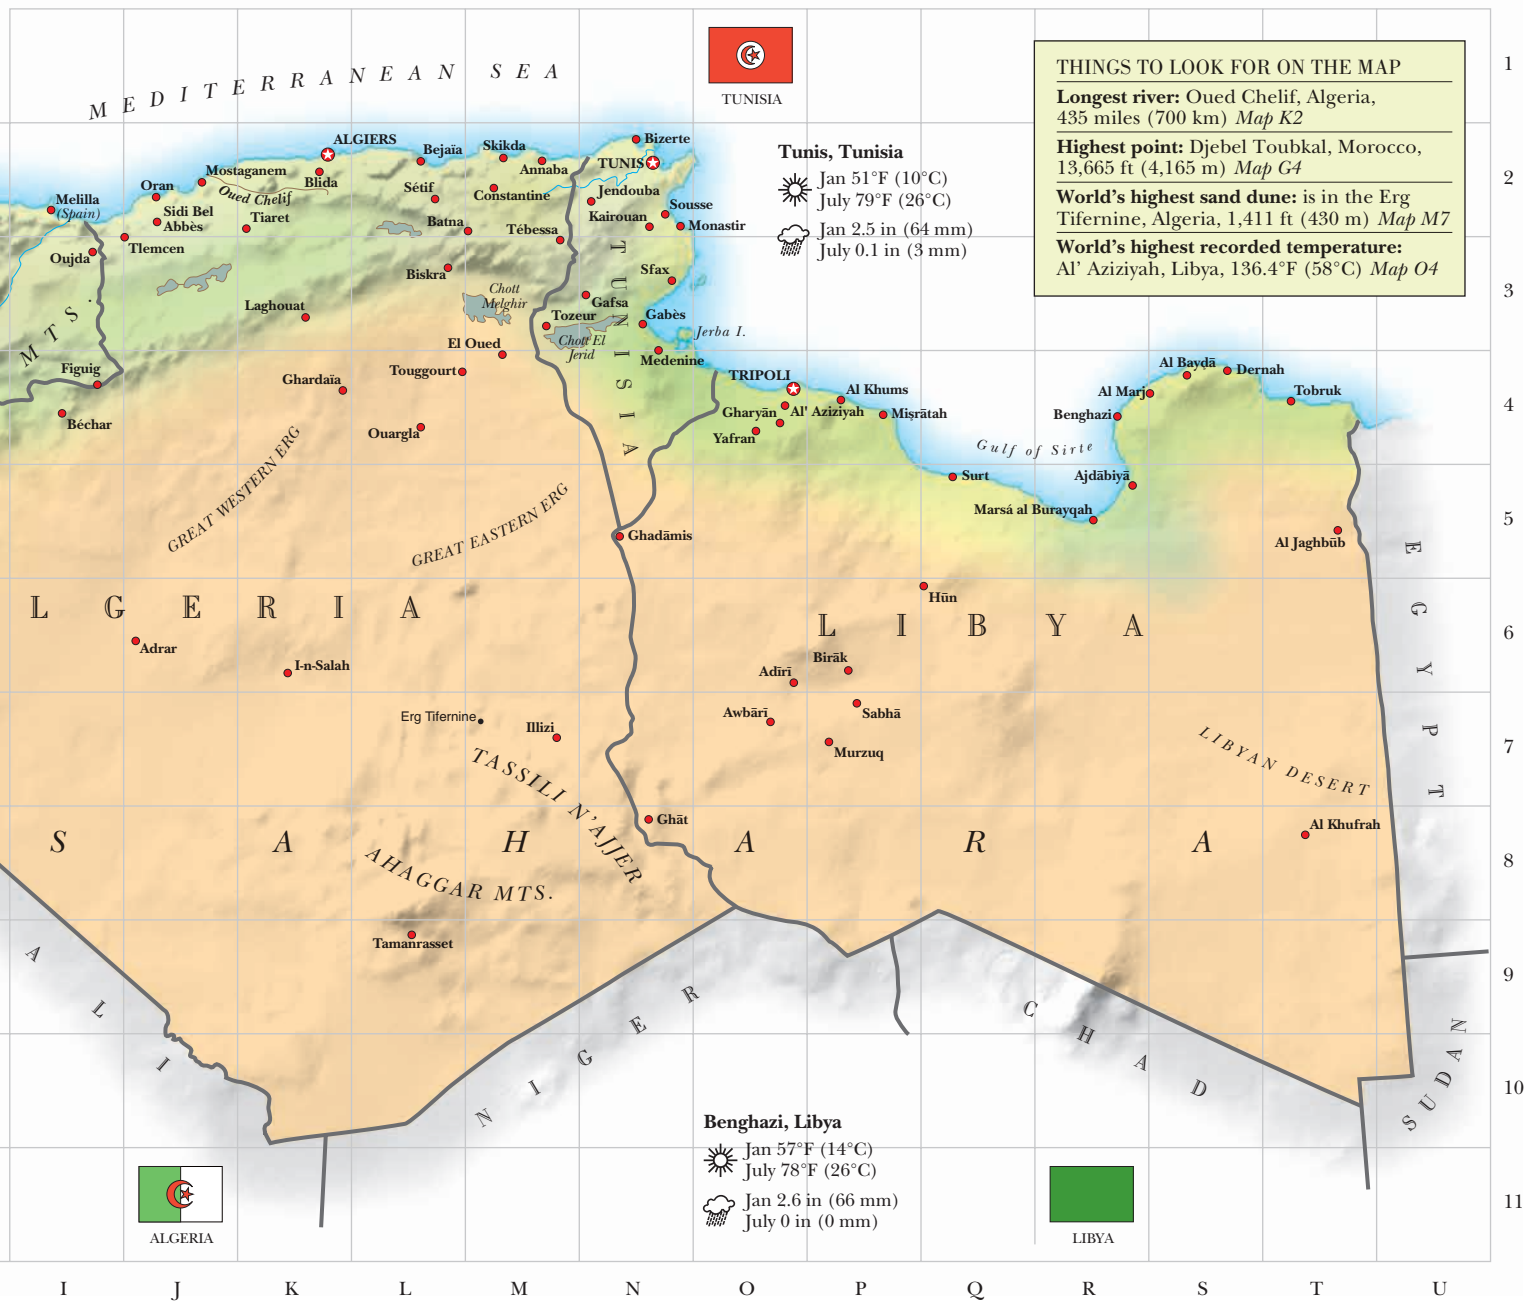 MEDITERRANEAN SEA
TUNISIA
THINGS TO LOOK FOR ON THE MAP
Longest river: Oued Chelif, Algeria,
435 miles (700 km) Map K2
Highest point: Djebel Toubkal, Morocco,
13,665 ft (4,165 m) Map G4
World's highest sand dune: is in the Erg
Tifernine, Algeria, 1,411 ft (430 m) Map M7
World's highest recorded temperature:
Al' Aziziyah, Libya, 136.4°F (58°C) Map O4
Tunis, Tunisia
Jan 51°F (10°C)
July 79°F (26°C)
Jan 2.5 in (64 mm)
July 0.1 in (3 mm)
1
2
3
4
5
6
7
8
9
10
11
ALGIERS
Bejaïa
Skikda
Bizerte
Annaba
TUNIS
Mostaganem
Blida
Oran
Oued Chelif
Sétif
Constantine
Jendouba
Melilla
(Spain)
Sidi Bel
Abbès
Tiaret
Batna
Tébessa
Kairouan
Sousse
Monastir
Tlemcen
Oujda
Biskra
Sfax
Chott
Melghir
Laghouat
Gafsa
Tozeur
Gabès
Chott El
Jerid
Jerba I.
MTS.
El Oued
Medenine
TUNISIA
Figuig
Ghardaïa
Touggourt
TRIPOLI
Al Khums
Al Bayḍā
Dernah
Al Marj
Tobruk
Béchar
Ouargla
Gharyān
Al' Aziziyah
Miṣrātah
Benghazi
Yafran
Gulf of Sirte
GREAT WESTERN ERG
GREAT EASTERN ERG
Surt
Ajdābiyā
Marsá al Burayqah
Ghadāmis
Al Jaghbūb
EGYPT
Hūn
LGERIA
LIBYA
Adrar
I-n-Salah
Birāk
Adīrī
Erg Tifernine
Illizi
Awbārī
Sabhā
Murzuq
LIBYAN DESERT
TASSILI N'AJJER
Ghāt
Al Khufrah
SAHARA
AHAGGAR MTS.
Tamanrasset
ALI
NIGER
CHAD
SUDAN
Benghazi, Libya
Jan 57°F (14°C)
July 78°F (26°C)
Jan 2.6 in (66 mm)
July 0 in (0 mm)
ALGERIA
LIBYA
I J K L M N O P Q R S T U